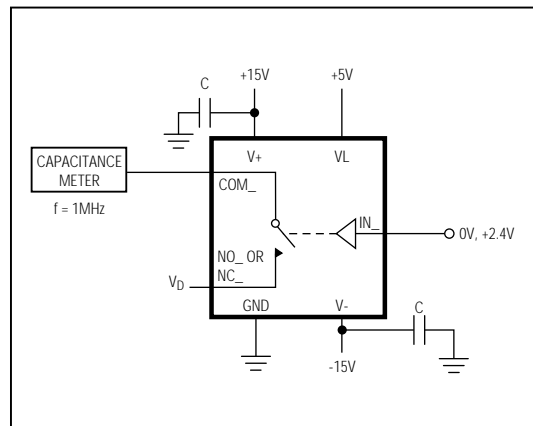 C
+15V
+5V
V+
VL
CAPACITANCE
METER
f = 1MHz
COM_
IN_
0V, +2.4V
NO_ OR
NC_
VD
GND
V-
C
-15V